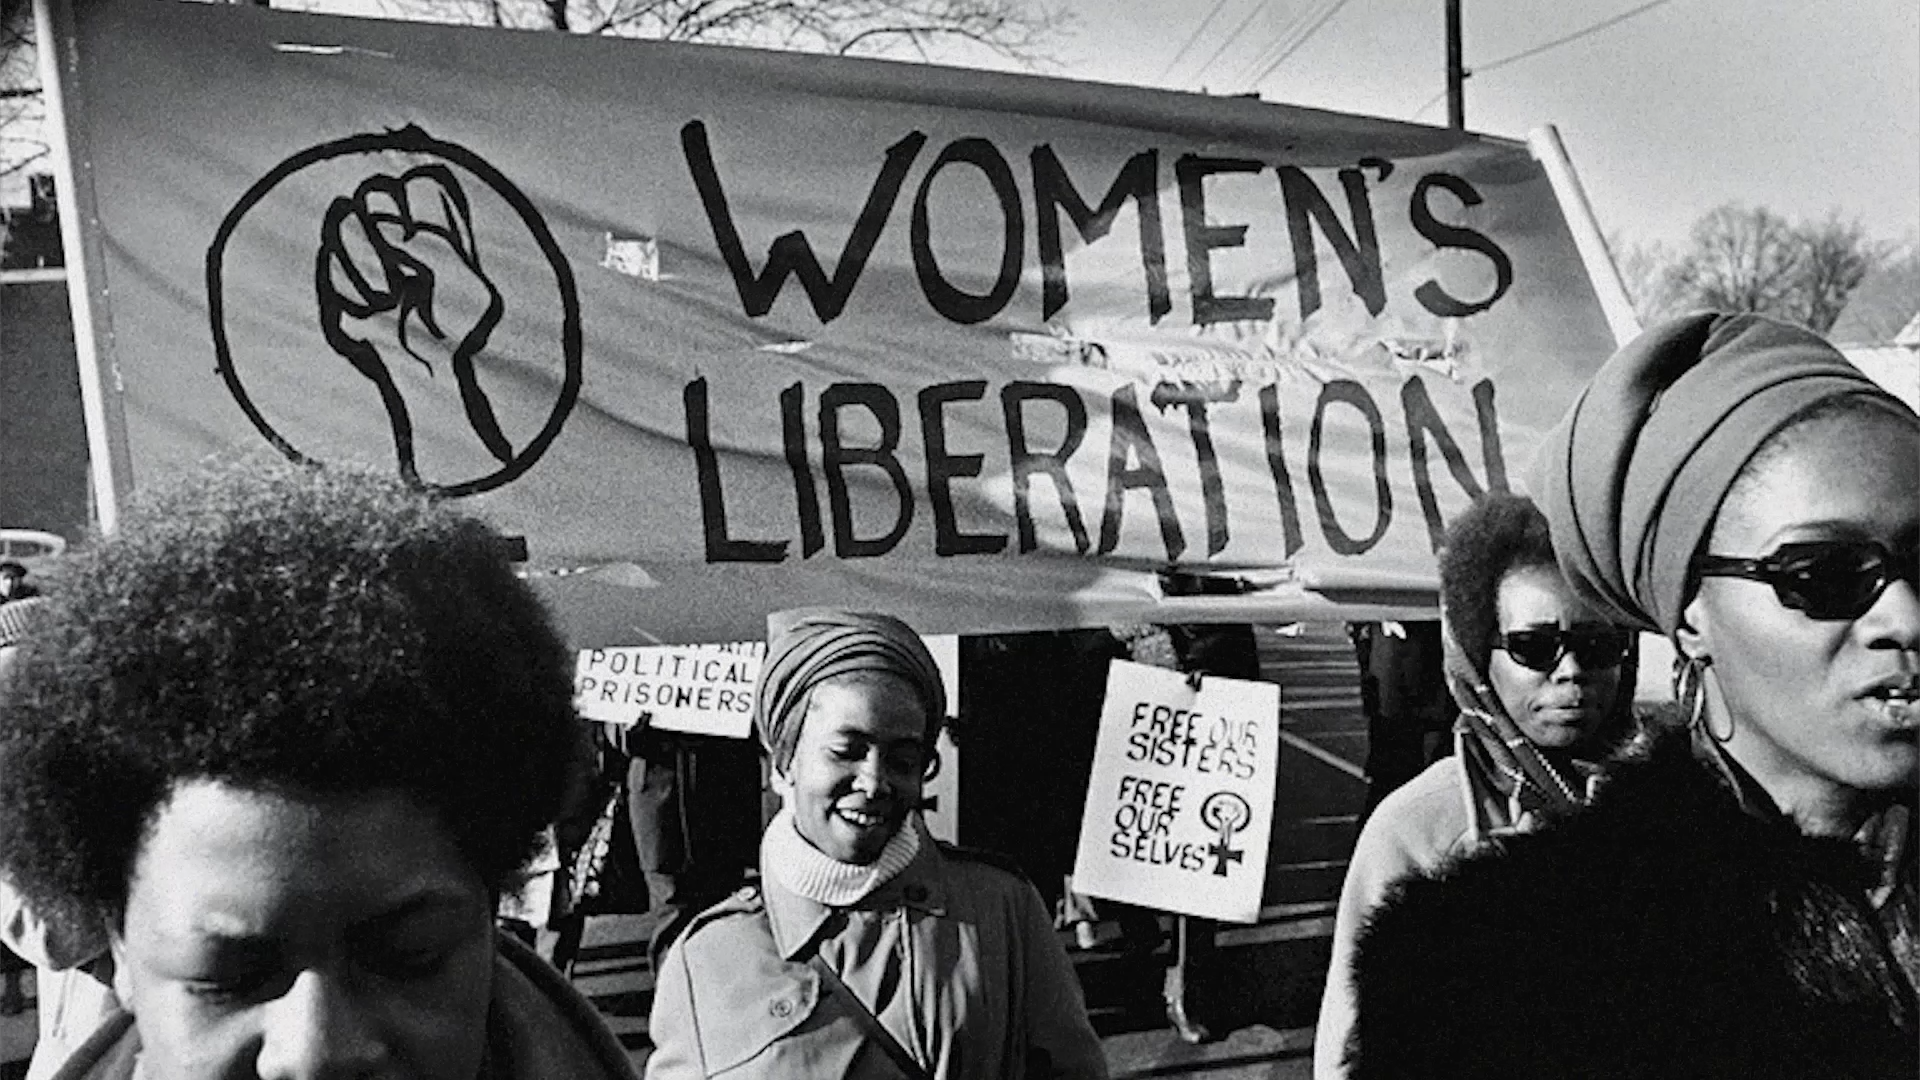 WOMEN'S
LIBERATION
POLITICAL
PRISONERS
FREE OUR
SISTERS
FREE
OUR
SELVES